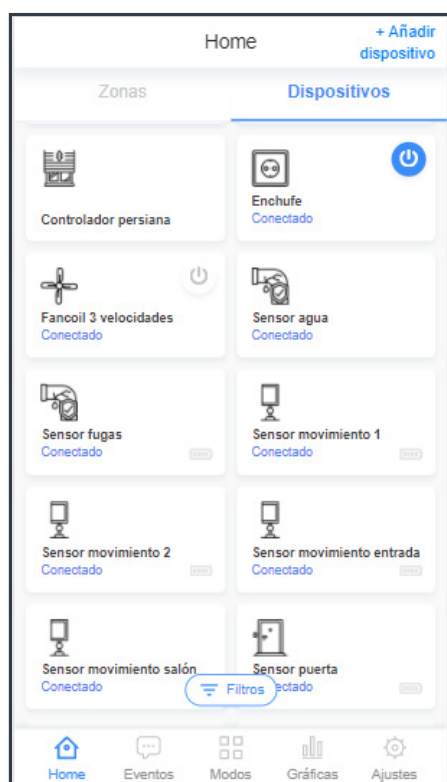 Home
+ Añadir
dispositivo
Zonas
Dispositivos
Controlador persiana
Enchufe
Conectado
Fancoil 3 velocidades
Conectado
Sensor agua
Conectado
Sensor fugas
Conectado
Sensor movimiento 1
Conectado
Sensor movimiento 2
Conectado
Sensor movimiento entrada
Conectado
Sensor movimiento salón
Conectado
Sensor puerta
ectado
Filtros
Home
Eventos
Modos
Gráficas
Ajustes